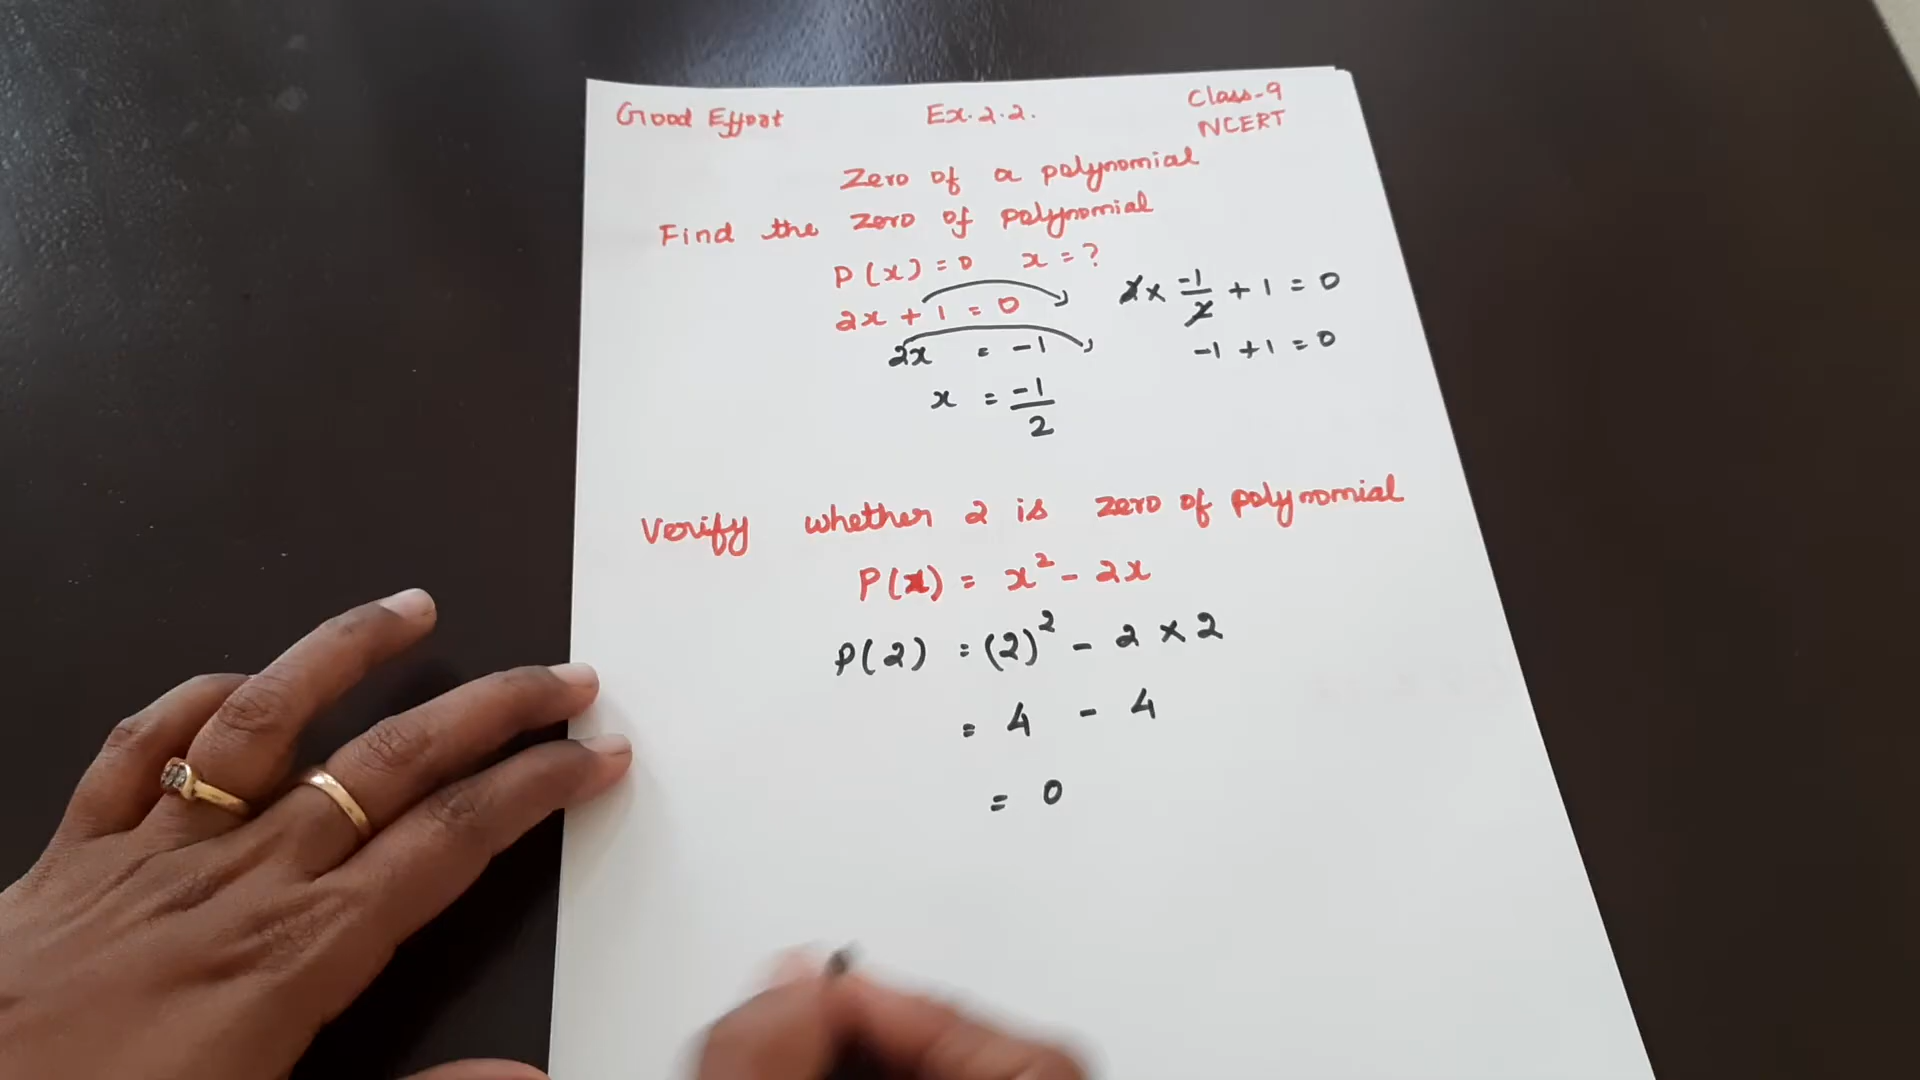 Good Effort Ex. 2.2. Class-9
NCERT
Zero of a polynomial
Find the zero of polynomial
P(x) = 0 x = ?
2x + 1 = 0 2 × -1/2 + 1 = 0
2x = -1 -1 + 1 = 0
x = -1/2
Verify whether 2 is zero of polynomial
P(x) = x² - 2x
P(2) = (2)² - 2 × 2
= 4 - 4
= 0